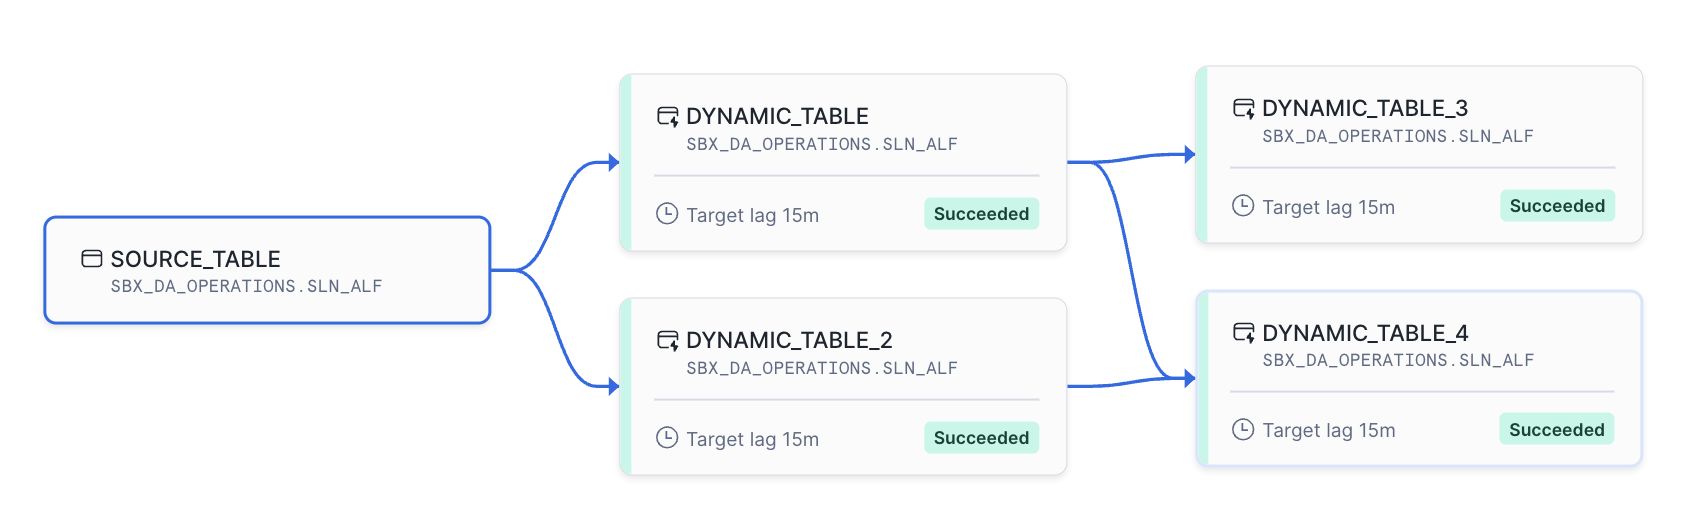 SOURCE_TABLE
SBX_DA_OPERATIONS.SLN_ALF
DYNAMIC_TABLE
SBX_DA_OPERATIONS.SLN_ALF
Target lag 15m Succeeded
DYNAMIC_TABLE_2
SBX_DA_OPERATIONS.SLN_ALF
Target lag 15m Succeeded
DYNAMIC_TABLE_3
SBX_DA_OPERATIONS.SLN_ALF
Target lag 15m Succeeded
DYNAMIC_TABLE_4
SBX_DA_OPERATIONS.SLN_ALF
Target lag 15m Succeeded